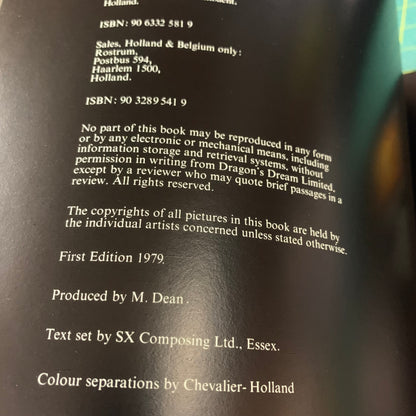 Holland.
ISBN: 90 6332 581 9
Sales, Holland & Belgium only:
Rostrum,
Postbus 594,
Haarlem 1500,
Holland.
ISBN: 90 3289 541 9
No part of this book may be reproduced in any form
or by any electronic or mechanical means, including
information storage and retrieval systems, without
permission in writing from Dragon's Dream Limited,
except by a reviewer who may quote brief passages in a
review. All rights reserved.
The copyrights of all pictures in this book are held by
the individual artists concerned unless stated otherwise.
First Edition 1979.
Produced by M. Dean.
Text set by SX Composing Ltd., Essex.
Colour separations by Chevalier-Holland